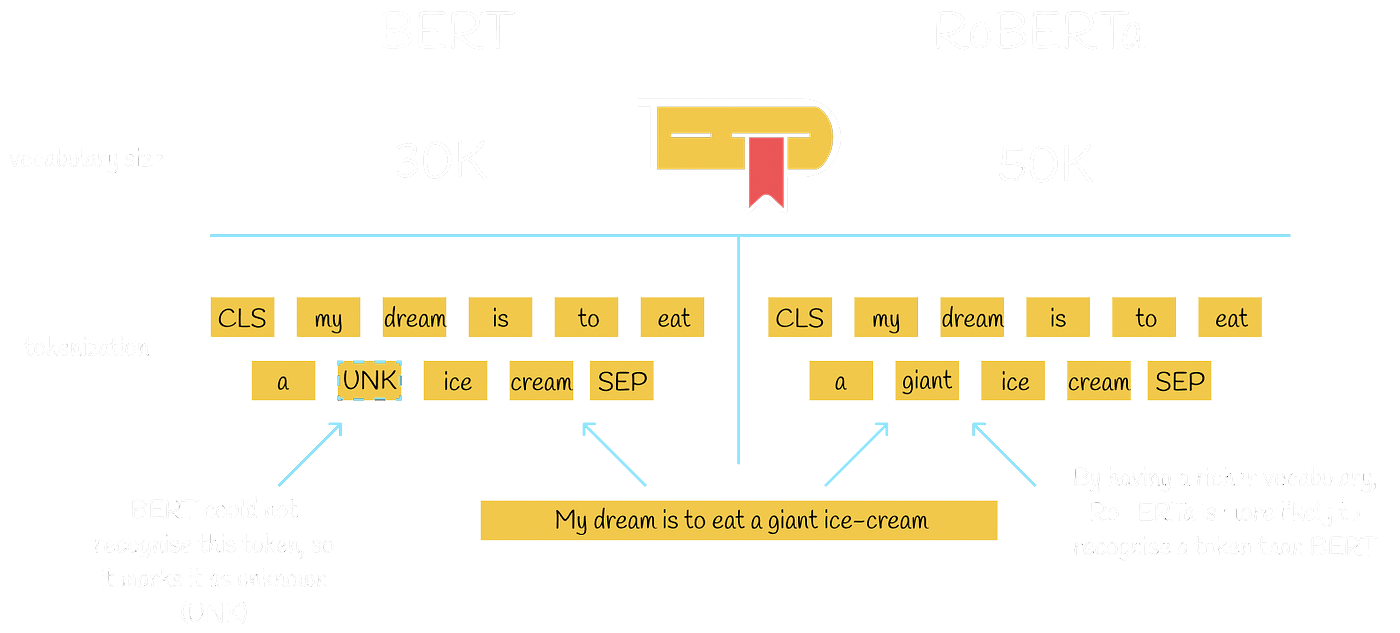 BERT
RoBERTa
vocabulary size
30K
50K
tokenization
CLS my dream is to eat
a UNK ice cream SEP
CLS my dream is to eat
a giant ice cream SEP
BERT could not
recognise this token, so
it marks it as unknown
(UNK)
My dream is to eat a giant ice-cream
By having a richer vocabulary,
RoBERTa is more likely to
recognise a token than BERT